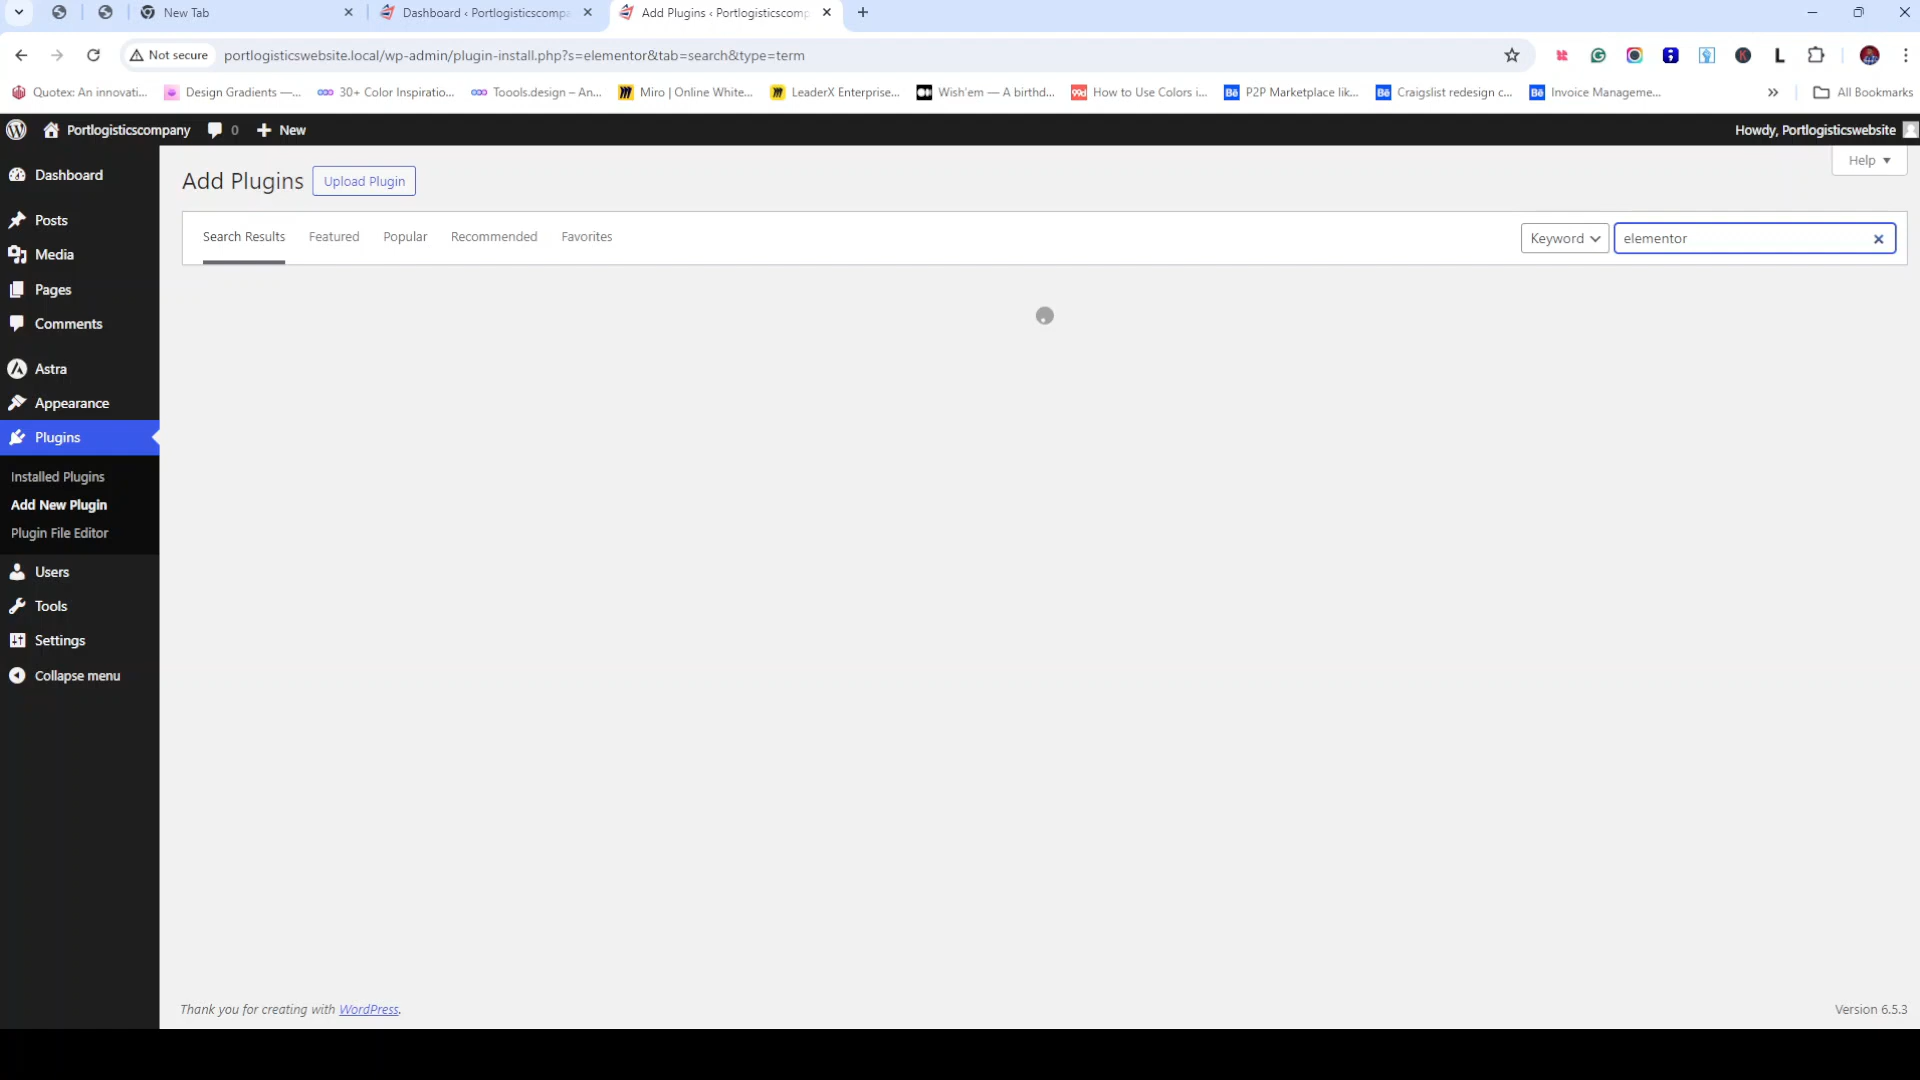 New Tab
Dashboard ‹ Portlogisticscompa
Add Plugins ‹ Portlogisticscomp
Not secure
portlogisticswebsite.local/wp-admin/plugin-install.php?s=elementor&tab=search&type=term
Quotex: An innovati...
Design Gradients —...
30+ Color Inspiratio...
Toools.design – An...
Miro | Online White...
LeaderX Enterprise...
Wish'em — A birthd...
How to Use Colors i...
P2P Marketplace lik...
Craigslist redesign c...
Invoice Manageme...
All Bookmarks
Portlogisticscompany
0
New
Howdy, Portlogisticswebsite
Help
Dashboard
Posts
Media
Pages
Comments
Astra
Appearance
Plugins
Installed Plugins
Add New Plugin
Plugin File Editor
Users
Tools
Settings
Collapse menu
Add Plugins
Upload Plugin
Search Results
Featured
Popular
Recommended
Favorites
Keyword
elementor
Thank you for creating with WordPress.
Version 6.5.3